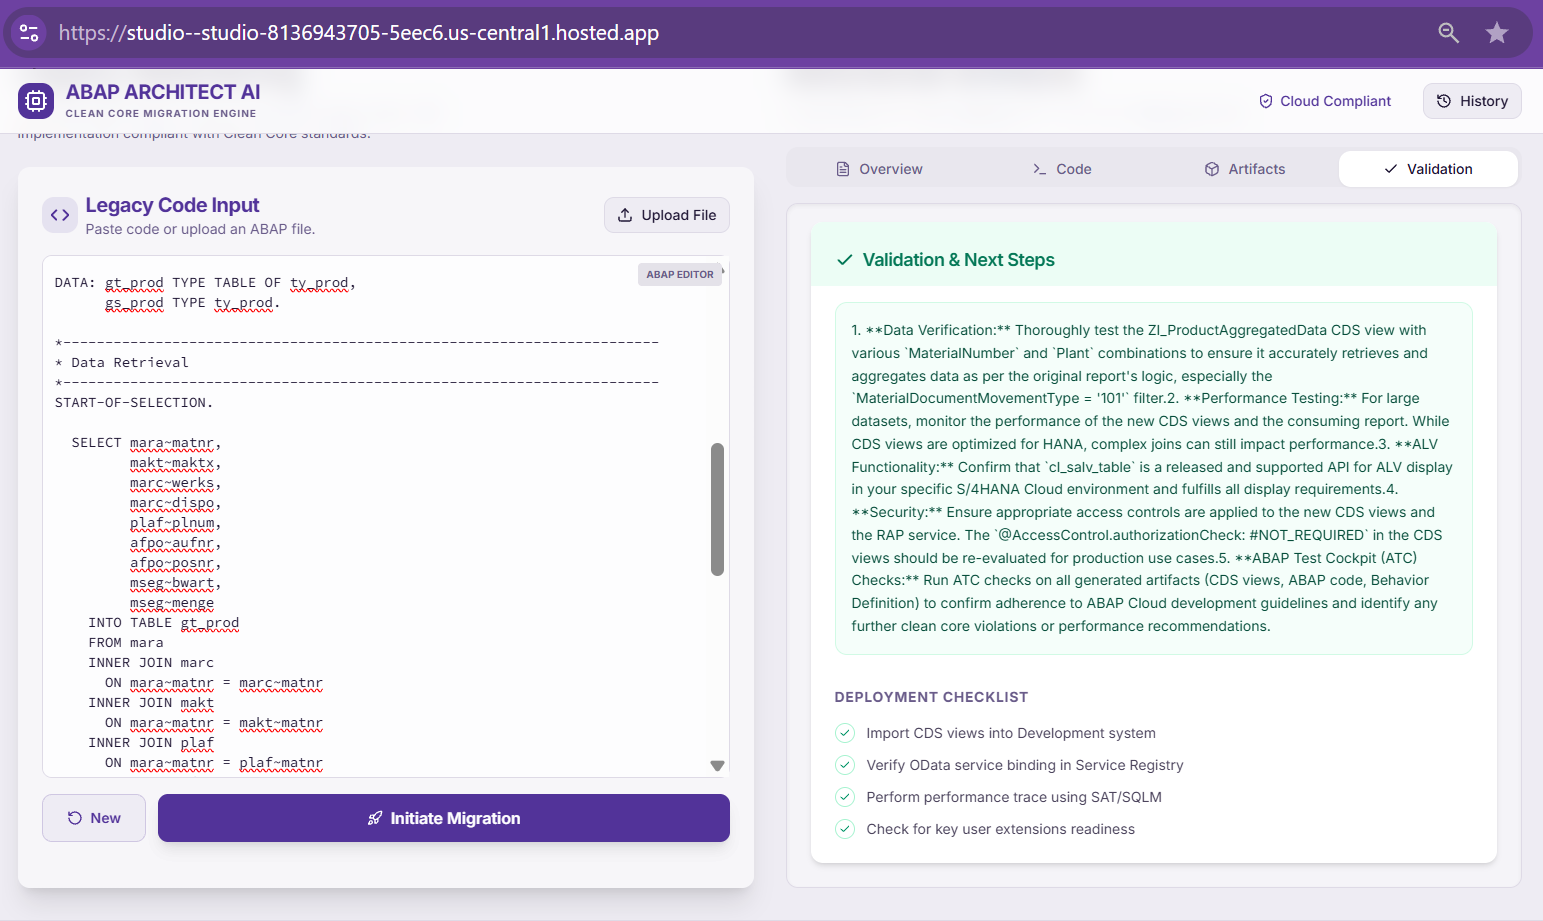 https://studio--studio-8136943705-5eec6.us-central1.hosted.app
ABAP ARCHITECT AI
CLEAN CORE MIGRATION ENGINE
Cloud Compliant
History
implementation compliant with Clean Core standards.
Legacy Code Input
Paste code or upload an ABAP file.
Upload File
ABAP EDITOR
DATA: gt_prod TYPE TABLE OF ty_prod,
      gs_prod TYPE ty_prod.
*-----------------------------------------------------------------------
* Data Retrieval
*-----------------------------------------------------------------------
START-OF-SELECTION.
  SELECT mara~matnr,
         makt~maktx,
         marc~werks,
         marc~dispo,
         plaf~plnum,
         afpo~aufnr,
         afpo~posnr,
         mseg~bwart,
         mseg~menge
    INTO TABLE gt_prod
    FROM mara
    INNER JOIN marc
      ON mara~matnr = marc~matnr
    INNER JOIN makt
      ON mara~matnr = makt~matnr
    INNER JOIN plaf
      ON mara~matnr = plaf~matnr
New
Initiate Migration
Overview
Code
Artifacts
Validation
Validation & Next Steps
1. **Data Verification:** Thoroughly test the ZI_ProductAggregatedData CDS view with
various `MaterialNumber` and `Plant` combinations to ensure it accurately retrieves and
aggregates data as per the original report's logic, especially the
`MaterialDocumentMovementType = '101'` filter.2. **Performance Testing:** For large
datasets, monitor the performance of the new CDS views and the consuming report. While
CDS views are optimized for HANA, complex joins can still impact performance.3. **ALV
Functionality:** Confirm that `cl_salv_table` is a released and supported API for ALV display
in your specific S/4HANA Cloud environment and fulfills all display requirements.4.
**Security:** Ensure appropriate access controls are applied to the new CDS views and
the RAP service. The `@AccessControl.authorizationCheck: #NOT_REQUIRED` in the CDS
views should be re-evaluated for production use cases.5. **ABAP Test Cockpit (ATC)
Checks:** Run ATC checks on all generated artifacts (CDS views, ABAP code, Behavior
Definition) to confirm adherence to ABAP Cloud development guidelines and identify any
further clean core violations or performance recommendations.
DEPLOYMENT CHECKLIST
Import CDS views into Development system
Verify OData service binding in Service Registry
Perform performance trace using SAT/SQLM
Check for key user extensions readiness